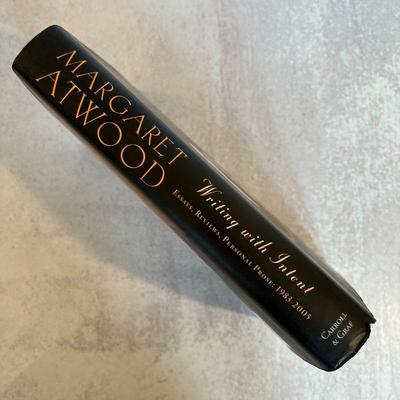 MARGARET
ATWOOD
Writing with Intent
ESSAYS, REVIEWS, PERSONAL PROSE: 1983 2005
CARROLL
& GRAF